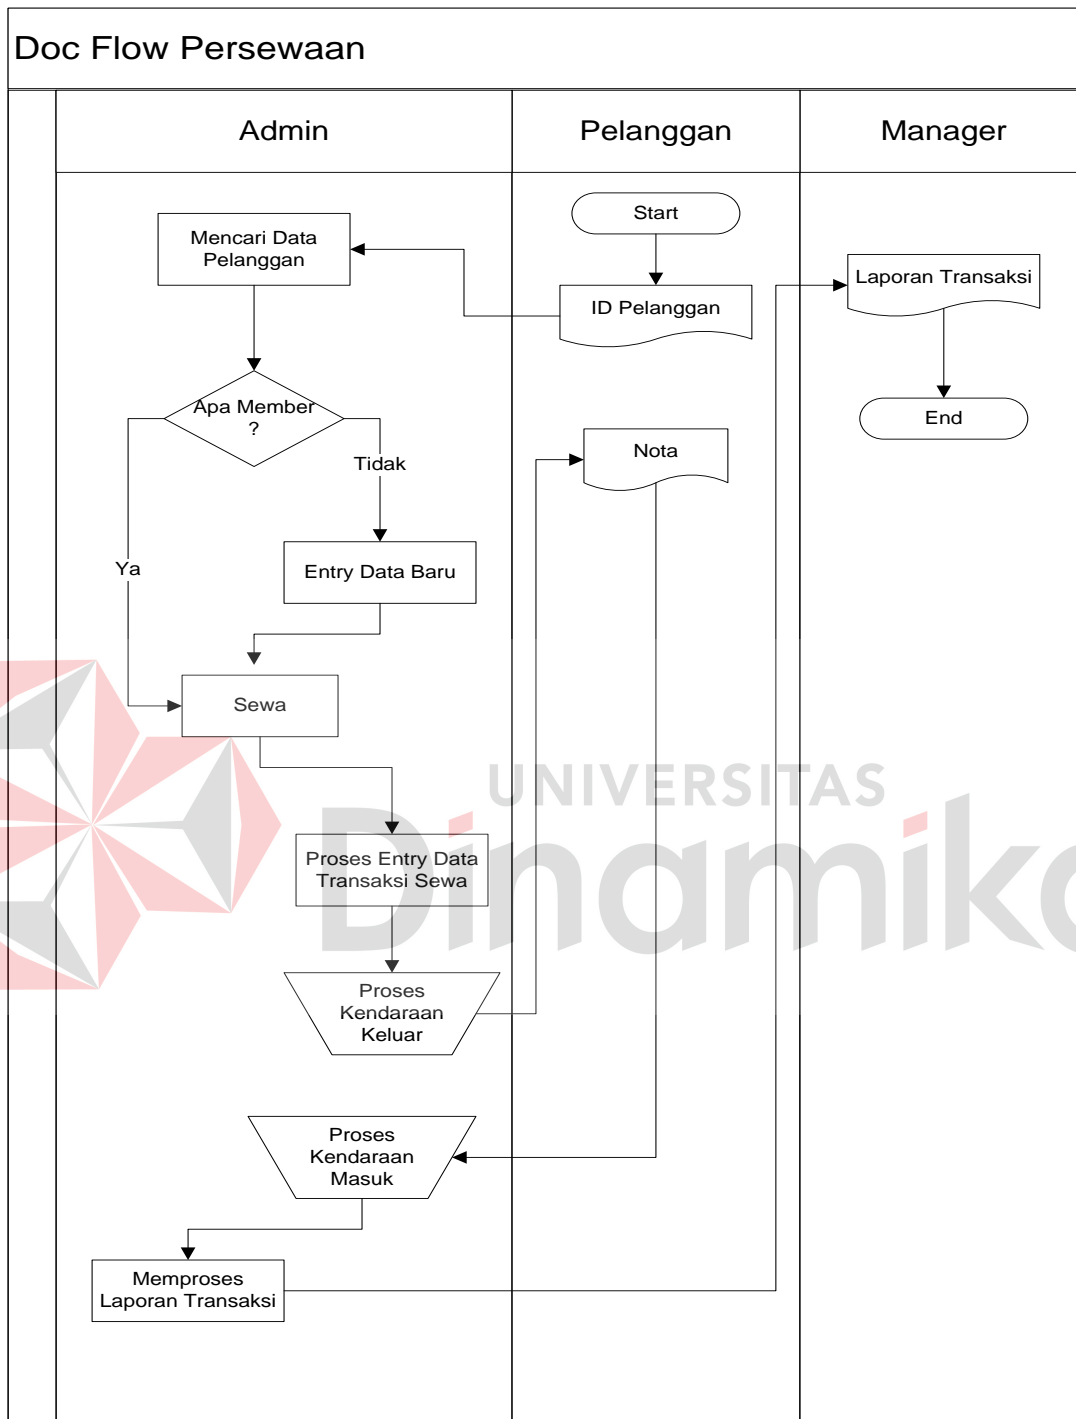 Doc Flow Persewaan
Admin
Pelanggan
Manager
Start
Mencari Data
Pelanggan
ID Pelanggan
Laporan Transaksi
Apa Member
?
End
Nota
Tidak
Ya
Entry Data Baru
Sewa
UNIVERSITAS
Dinamika
Proses Entry Data
Transaksi Sewa
Proses
Kendaraan
Keluar
Proses
Kendaraan
Masuk
Memproses
Laporan Transaksi